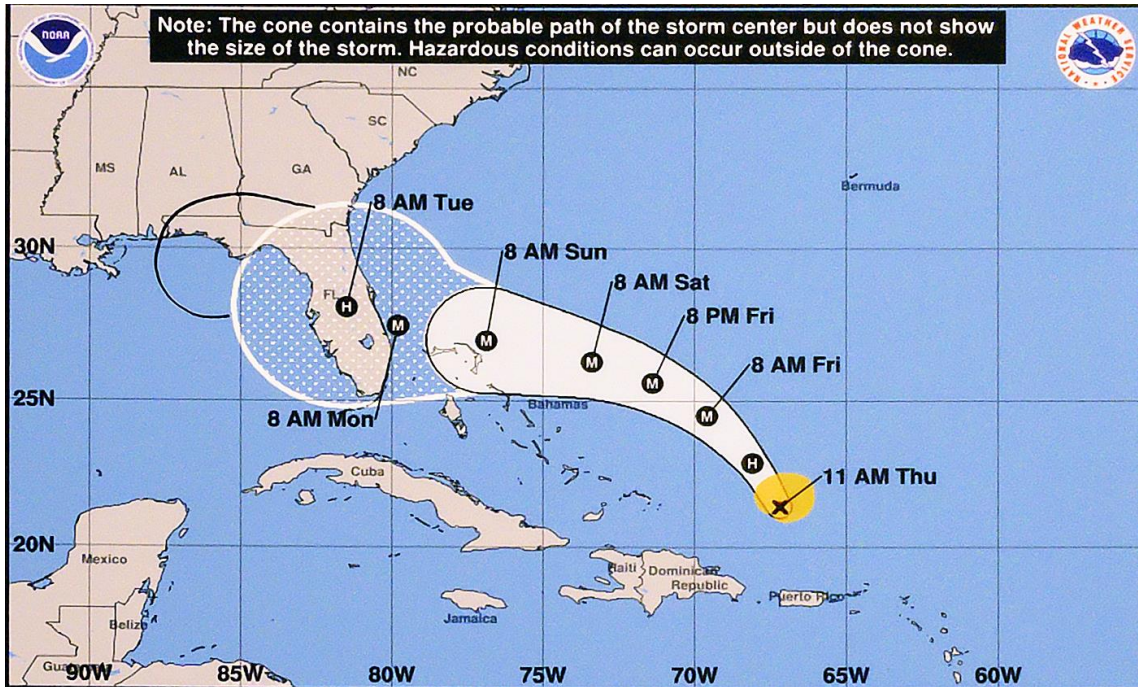 Note: The cone contains the probable path of the storm center but does not show
the size of the storm. Hazardous conditions can occur outside of the cone.
NOAA
NATIONAL WEATHER SERVICE
NC
SC
MS
AL
GA
Bermuda
8 AM Tue
30N
8 AM Sun
8 AM Sat
FL
H
M
M
8 PM Fri
M
M
8 AM Fri
25N
8 AM Mon
Bahamas
M
H
Cuba
11 AM Thu
20N
Mexico
Haiti
Dominican
Republic
Puerto Rico
Jamaica
Belize
90W
85W
80W
75W
70W
65W
60W